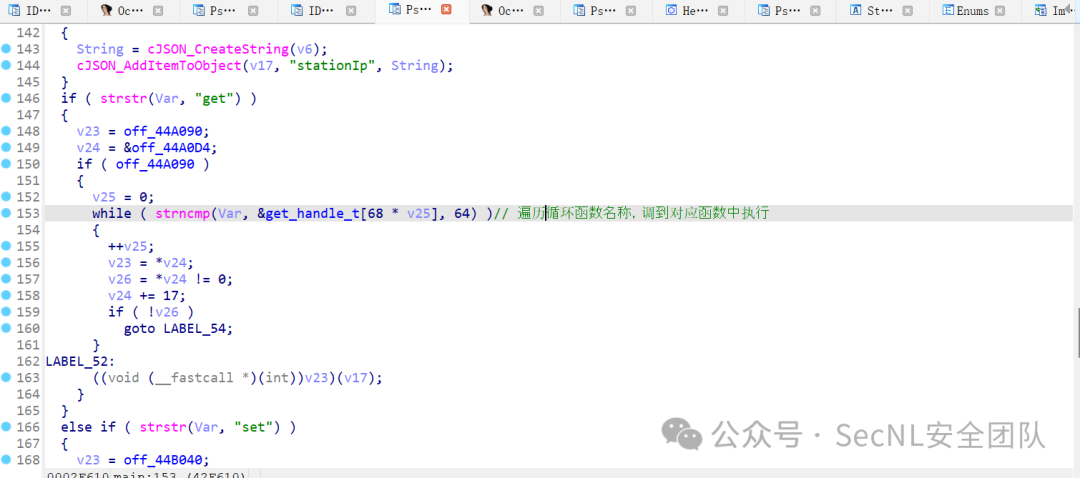 ID··· Oc··· Ps··· ID··· Ps··· Oc··· Ps··· He··· Ps··· St··· Enums Im···
142 {
143 String = cJSON_CreateString(v6);
144 cJSON_AddItemToObject(v17, "stationIp", String);
145 }
146 if ( strstr(Var, "get") )
147 {
148 v23 = off_44A090;
149 v24 = &off_44A0D4;
150 if ( off_44A090 )
151 {
152 v25 = 0;
153 while ( strncmp(Var, &get_handle_t[68 * v25], 64) )// 遍历循环函数名称,调到对应函数中执行
154 {
155 ++v25;
156 v23 = *v24;
157 v26 = *v24 != 0;
158 v24 += 17;
159 if ( !v26 )
160 goto LABEL_54;
161 }
162 LABEL_52:
163 ((void (__fastcall *)(int))v23)(v17);
164 }
165 }
166 else if ( strstr(Var, "set") )
167 {
168 v23 = off_44B040;
0002F610 main:153 (42F610)
公众号 · SecNL安全团队